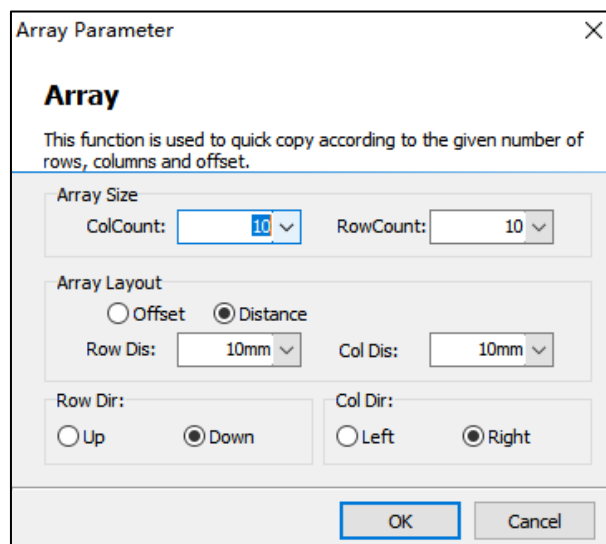 Array Parameter
Array
This function is used to quick copy according to the given number of
rows, columns and offset.
Array Size
ColCount: 10 RowCount: 10
Array Layout
Offset Distance
Row Dis: 10mm Col Dis: 10mm
Row Dir: Col Dir:
Up Down Left Right
OK Cancel